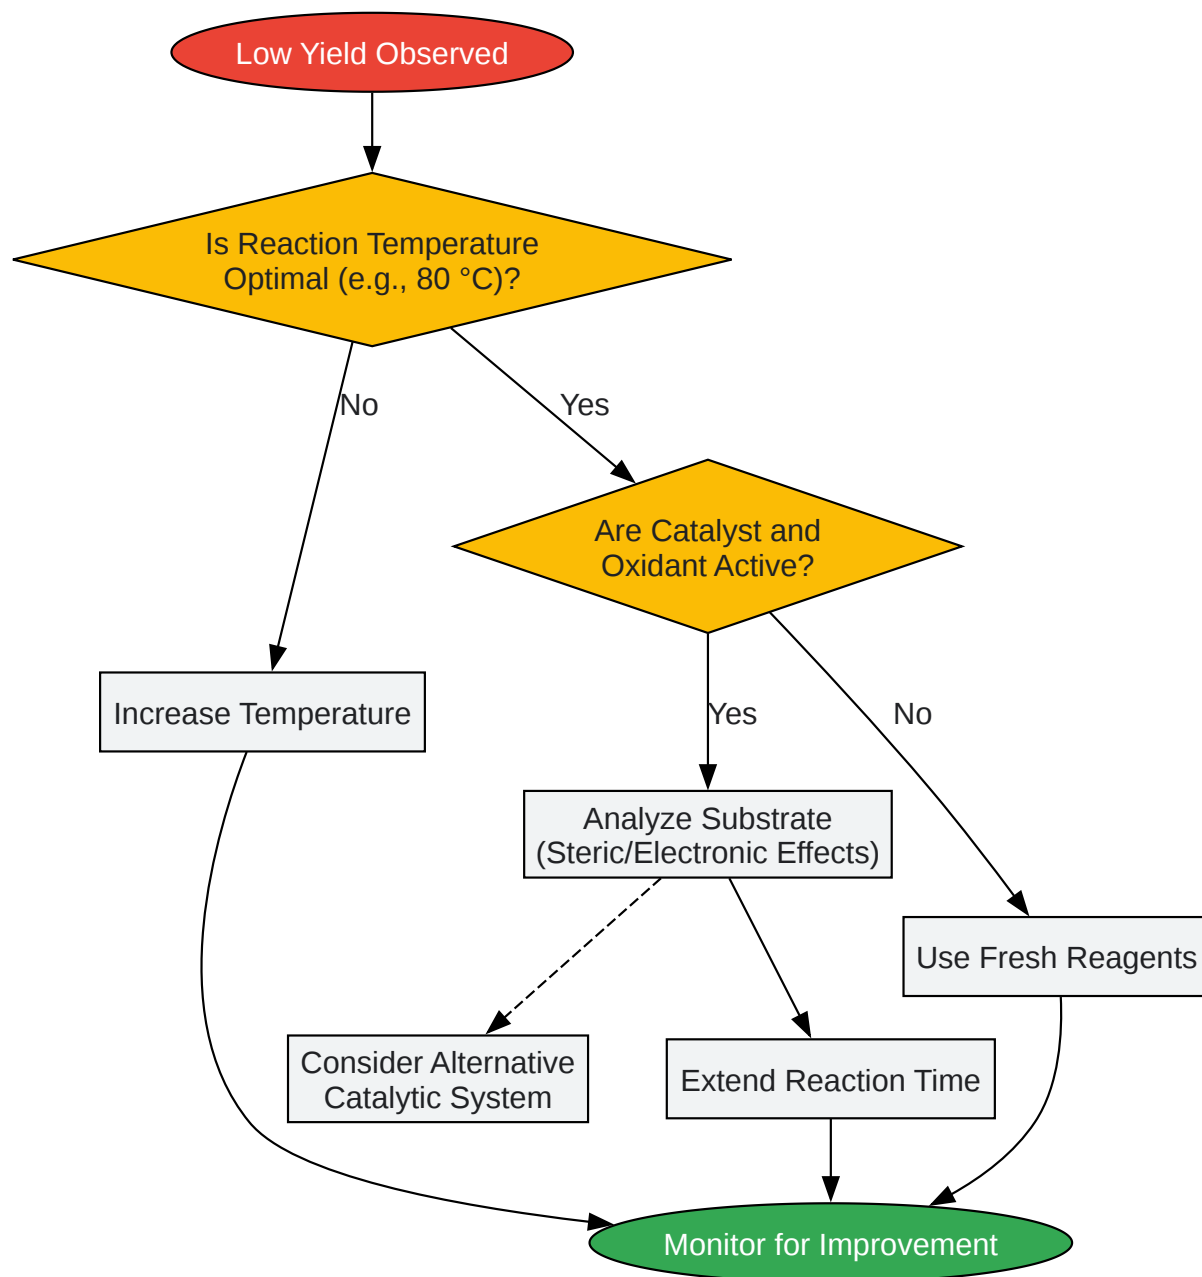 Low Yield Observed
Is Reaction Temperature
Optimal (e.g., 80 °C)?
No
Yes
Are Catalyst and
Oxidant Active?
Increase Temperature
Yes
No
Analyze Substrate
(Steric/Electronic Effects)
Use Fresh Reagents
Consider Alternative
Catalytic System
Extend Reaction Time
Monitor for Improvement